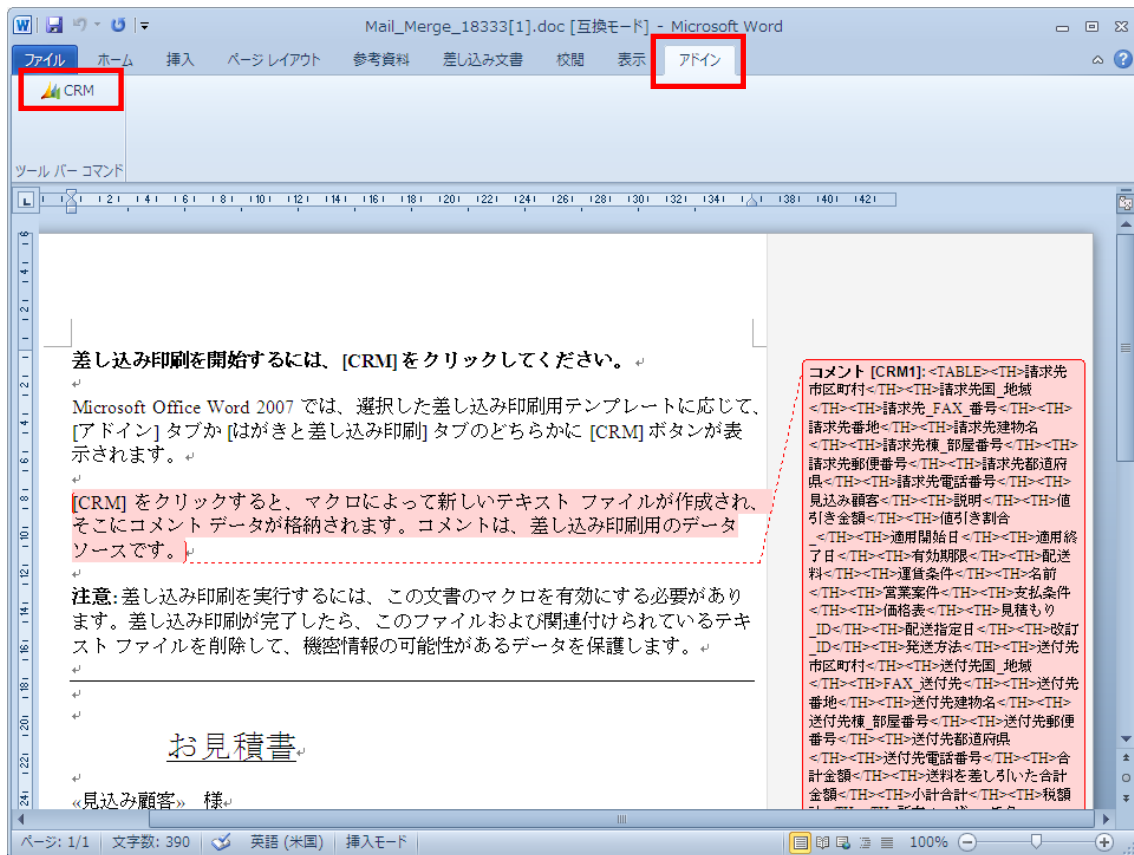 Mail_Merge_18333[1].doc [互換モード] - Microsoft Word
ファイル ホーム 挿入 ページ レイアウト 参考資料 差し込み文書 校閲 表示 アドイン
CRM
ツール バー コマンド
差し込み印刷を開始するには、[CRM] をクリックしてください。
Microsoft Office Word 2007 では、選択した差し込み印刷用テンプレートに応じて、
[アドイン] タブか [はがきと差し込み印刷] タブのどちらかに [CRM] ボタンが表
示されます。
[CRM] をクリックすると、マクロによって新しいテキスト ファイルが作成され、
そこにコメント データが格納されます。コメントは、差し込み印刷用のデータ
ソースです。
注意: 差し込み印刷を実行するには、この文書のマクロを有効にする必要があり
ます。差し込み印刷が完了したら、このファイルおよび関連付けられているテキ
スト ファイルを削除して、機密情報の可能性があるデータを保護します。
お見積書
«見込み顧客» 様
コメント [CRM1]: <TABLE><TH>請求先
市区町村</TH><TH>請求先国_地域
</TH><TH>請求先_FAX_番号</TH><TH>
請求先番地</TH><TH>請求先建物名
</TH><TH>請求先棟_部屋番号</TH><TH>
請求先郵便番号</TH><TH>請求先都道府
県</TH><TH>請求先電話番号</TH><TH>
見込み顧客</TH><TH>説明</TH><TH>値
引き金額</TH><TH>値引き割合
_</TH><TH>適用開始日</TH><TH>適用終
了日</TH><TH>有効期限</TH><TH>配送
料</TH><TH>運賃条件</TH><TH>名前
</TH><TH>営業案件</TH><TH>支払条件
</TH><TH>価格表</TH><TH>見積もり
_ID</TH><TH>配送指定日</TH><TH>改訂
_ID</TH><TH>発送方法</TH><TH>送付先
市区町村</TH><TH>送付先国_地域
</TH><TH>FAX_送付先</TH><TH>送付先
番地</TH><TH>送付先建物名</TH><TH>
送付先棟_部屋番号</TH><TH>送付先郵便
番号</TH><TH>送付先都道府県
</TH><TH>送付先電話番号</TH><TH>合
計金額</TH><TH>送料を差し引いた合計
金額</TH><TH>小計合計</TH><TH>税額
ページ: 1/1 文字数: 390 英語 (米国) 挿入モード 100%